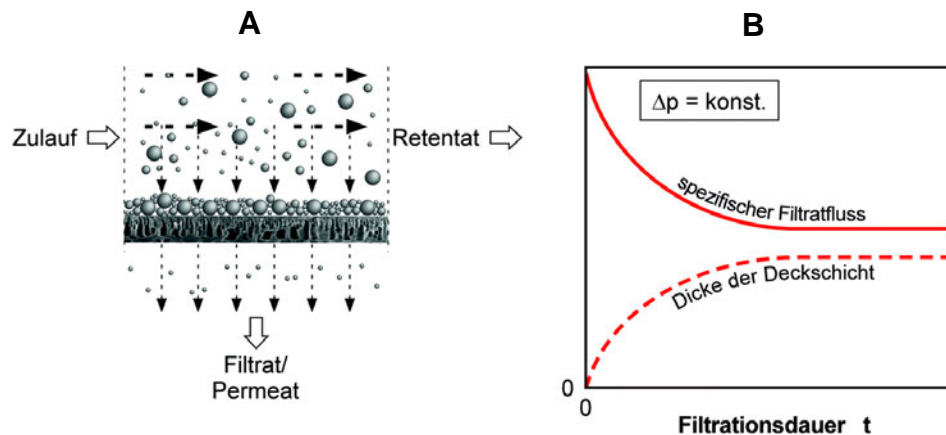 A
B
Zulauf
Retentat
Filtrat/
Permeat
Δp = konst.
spezifischer Filtratfluss
Dicke der Deckschicht
0
0
Filtrationsdauer t